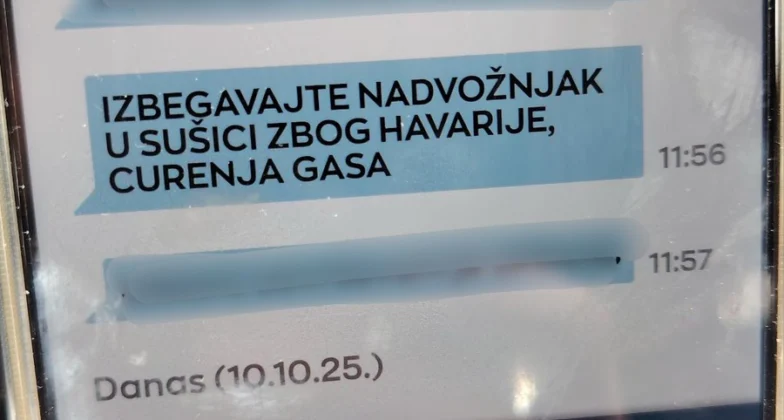 IZBEGAVAJTE NADVOŽNJAK
U SUŠICI ZBOG HAVARIJE,
CURENJA GASA
11:56
11:57
Danas (10.10.25.)